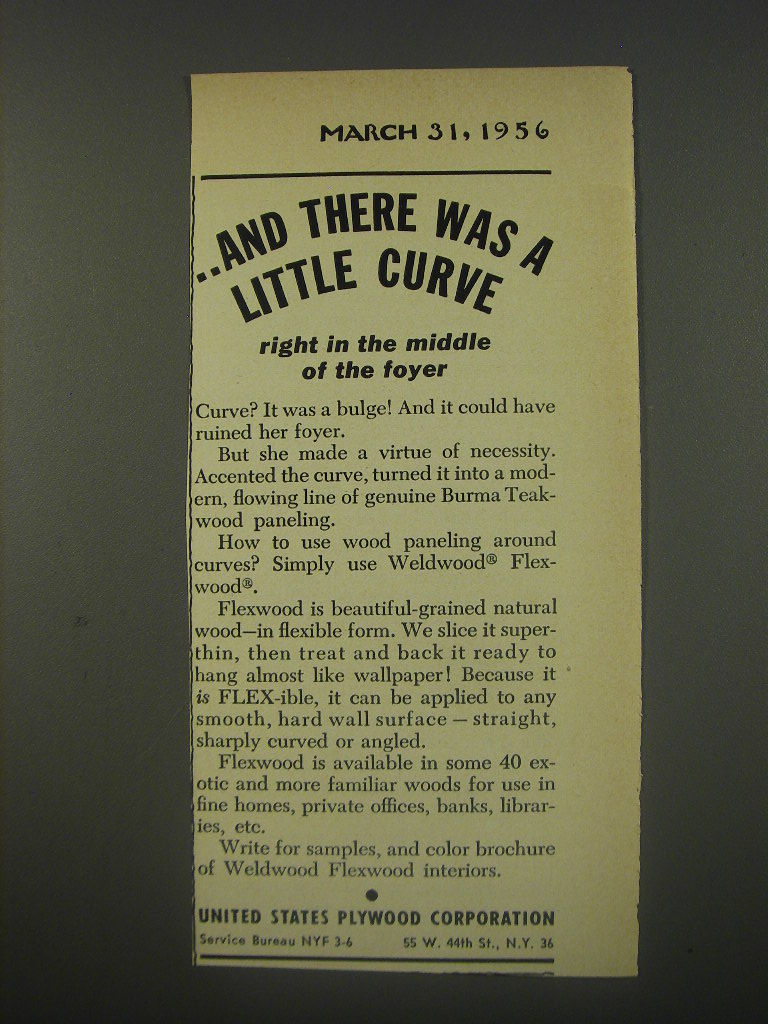 MARCH 31, 1956
..AND THERE WAS A
LITTLE CURVE
right in the middle
of the foyer
Curve? It was a bulge! And it could have
ruined her foyer.
But she made a virtue of necessity.
Accented the curve, turned it into a mod-
ern, flowing line of genuine Burma Teak-
wood paneling.
How to use wood paneling around
curves? Simply use Weldwood® Flex-
wood®.
Flexwood is beautiful-grained natural
wood—in flexible form. We slice it super-
thin, then treat and back it ready to
hang almost like wallpaper! Because it
is FLEX-ible, it can be applied to any
smooth, hard wall surface — straight,
sharply curved or angled.
Flexwood is available in some 40 ex-
otic and more familiar woods for use in
fine homes, private offices, banks, librar-
ies, etc.
Write for samples, and color brochure
of Weldwood Flexwood interiors.
UNITED STATES PLYWOOD CORPORATION
Service Bureau NYF 3-6 55 W. 44th St., N.Y. 36